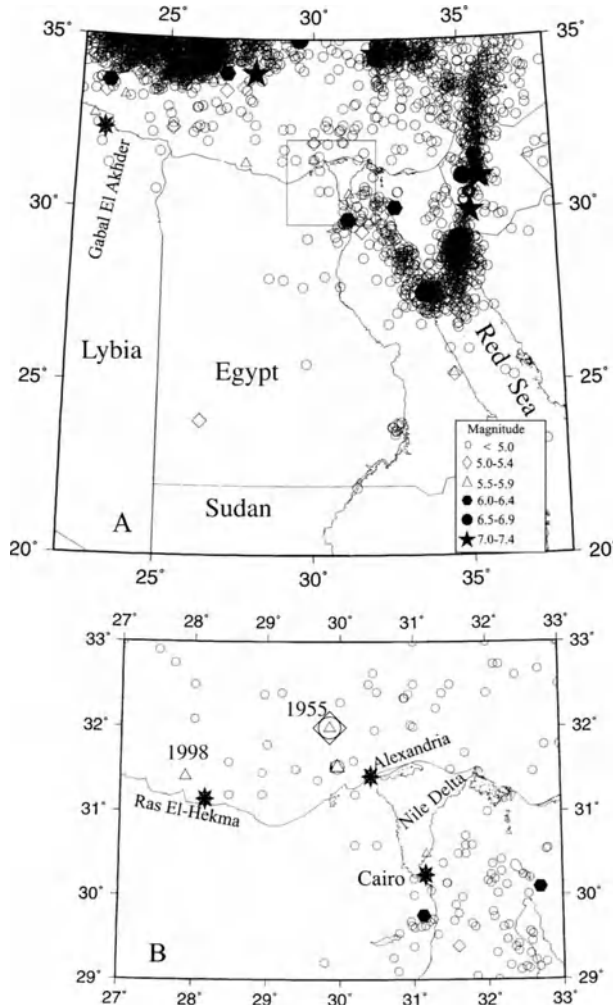 25° 30° 35°
35° 35°
30° 30°
25° 25°
20° 20°
25° 30° 35°
Gabal El Akhder
Lybia
Egypt
Red Sea
Sudan
A
Magnitude
< 5.0
5.0-5.4
5.5-5.9
6.0-6.4
6.5-6.9
7.0-7.4
27° 28° 29° 30° 31° 32° 33°
33° 33°
32° 32°
31° 31°
30° 30°
29° 29°
1955
1998
Alexandria
Ras El-Hekma
Nile Delta
Cairo
B
27° 28° 29° 30° 31° 32° 33°